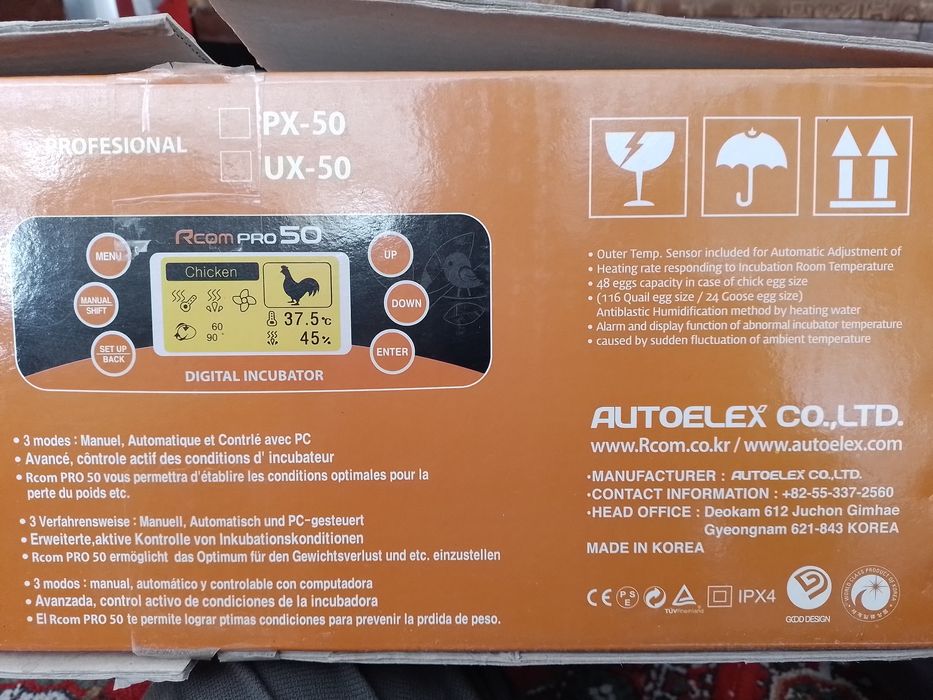 PROFESIONAL
PX-50
UX-50
Rcom PRO 50
MENU
MANUAL
SHIFT
SET UP
BACK
Chicken
60
90°
37.5℃
45%
UP
DOWN
ENTER
DIGITAL INCUBATOR
• 3 modes : Manuel, Automatique et Contrlé avec PC
• Avancé, côntrole actif des conditions d' incubateur
• Rcom PRO 50 vous permettra d'établire les conditions optimales pour la
perte du poids etc.
• 3 Verfahrensweise : Manuell, Automatisch und PC-gesteuert
• Erweiterte,aktive Kontrolle von Inkubationskonditionen
• Rcom PRO 50 ermöglicht das Optimum für den Gewichtsverlust und etc. einzustellen
• 3 modos : manual, automático y controlable con computadora
• Avanzada, control activo de condiciones de la incubadora
• El Rcom PRO 50 te permite lograr ptimas condiciones para prevenir la prdida de peso.
• Outer Temp. Sensor included for Automatic Adjustment of
• Heating rate responding to Incubation Room Temperature
• 48 eggs capacity in case of chick egg size
• (116 Quail egg size / 24 Goose egg size)
Antiblastic Humidification method by heating water
• Alarm and display function of abnormal incubator temperature
• caused by sudden fluctuation of ambient temperature
AUTOELEX CO.,LTD.
www.Rcom.co.kr / www.autoelex.com
·MANUFACTURER : AUTOELEX CO.,LTD.
·CONTACT INFORMATION : +82-55-337-2560
·HEAD OFFICE : Deokam 612 Juchon Gimhae
Gyeongnam 621-843 KOREA
MADE IN KOREA
CE
PS
E
TÜVRheinland
IPX4
GOOD DESIGN
WORLD CLASS PRODUCT OF KOREA